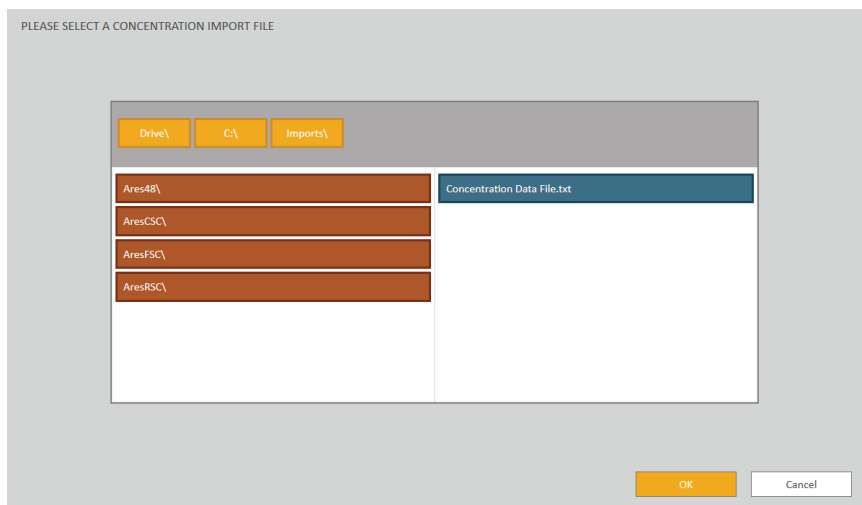 PLEASE SELECT A CONCENTRATION IMPORT FILE
Drive\ C:\ Imports\
Ares48\ Concentration Data File.txt
AresCSC\
AresFSC\
AresRSC\
OK Cancel